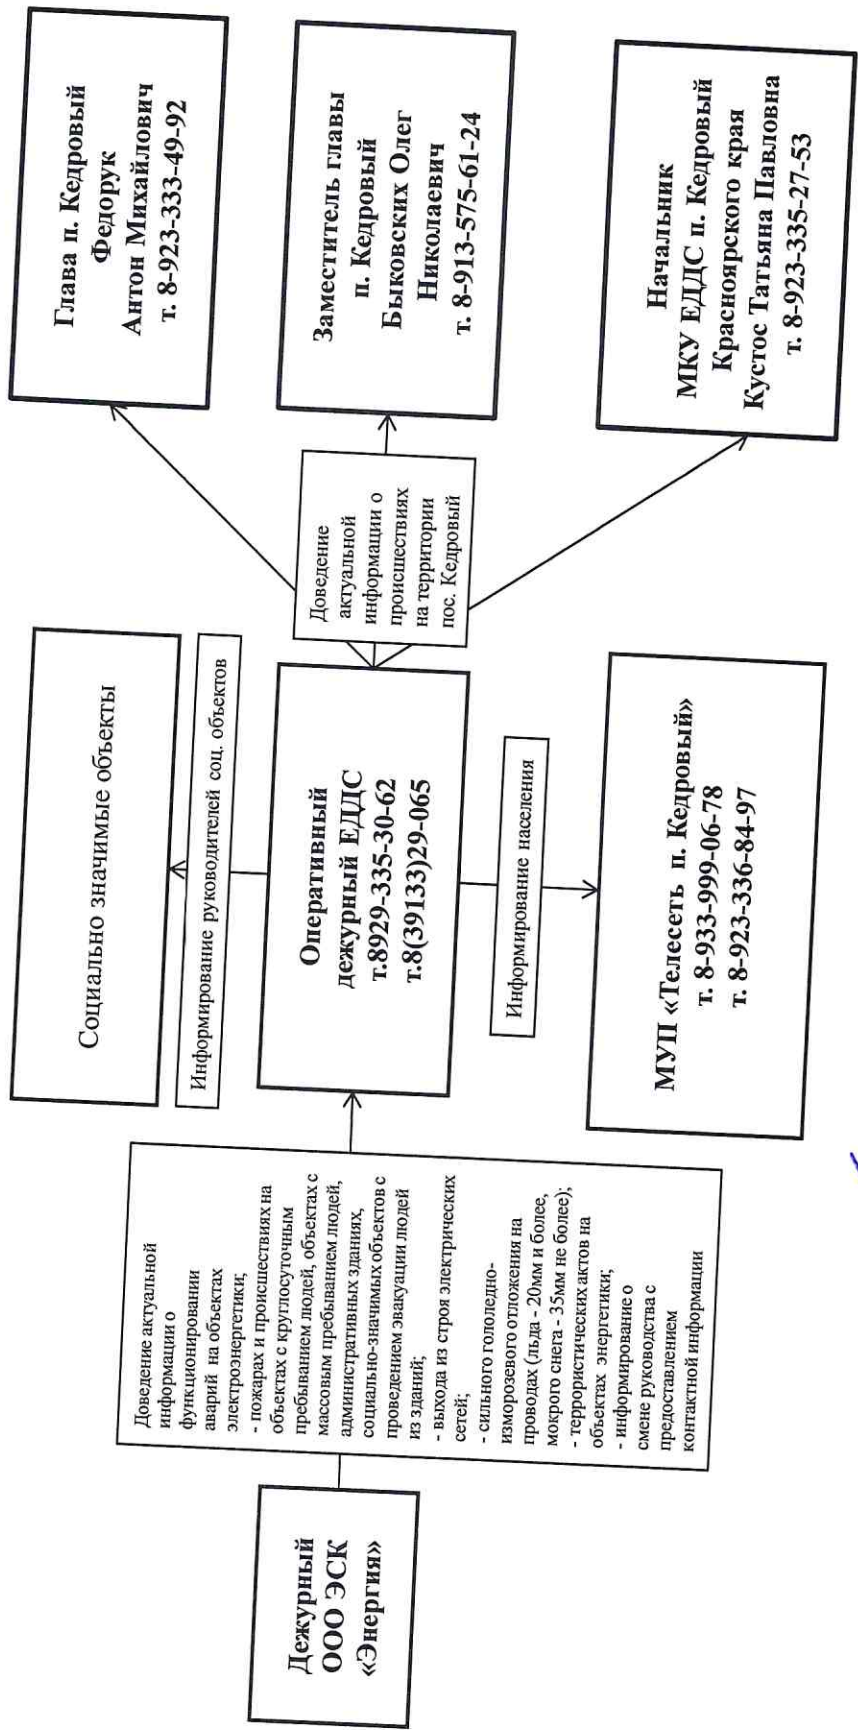 Дежурный
ООО ЭСК
«Энергия»
Доведение актуальной
информации о
функционировании
аварий на объектах
электроэнергетики;
- пожарах и происшествиях на
объектах с круглосуточным
пребыванием людей, объектах с
массовым пребыванием людей,
административных зданиях,
социально-значимых объектов с
проведением эвакуации людей
из зданий;
- выхода из строя электрических
сетей;
- сильного гололедно-
изморозевого отложения на
проводах (льда - 20мм и более,
мокрого снега - 35мм не более);
- террористических актов на
объектах энергетики;
- информирование о
смене руководства с
предоставлением
контактной информации
Социально значимые объекты
Информирование руководителей соц. объектов
Оперативный
дежурный ЕДДС
т.8929-335-30-62
т.8(39133)29-065
Информирование населения
МУП «Телесеть п. Кедровый»
т. 8-933-999-06-78
т. 8-923-336-84-97
Доведение
актуальной
информации о
происшествиях
на территории
пос. Кедровый
Глава п. Кедровый
Федорук
Антон Михайлович
т. 8-923-333-49-92
Заместитель главы
п. Кедровый
Быковских Олег
Николаевич
т. 8-913-575-61-24
Начальник
МКУ ЕДДС п. Кедровый
Красноярского края
Кустос Татьяна Павловна
т. 8-923-335-27-53